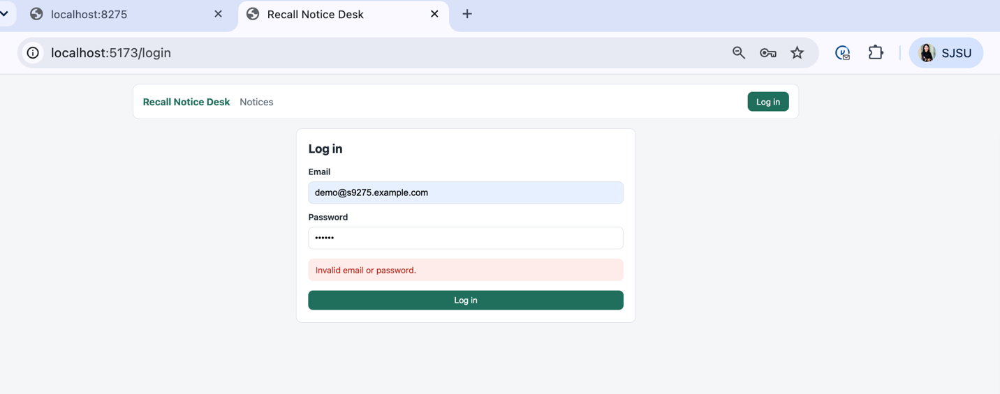 localhost:8275
Recall Notice Desk
localhost:5173/login
SJSU
Recall Notice Desk Notices Log in
Log in
Email
demo@s9275.example.com
Password
••••••
Invalid email or password.
Log in